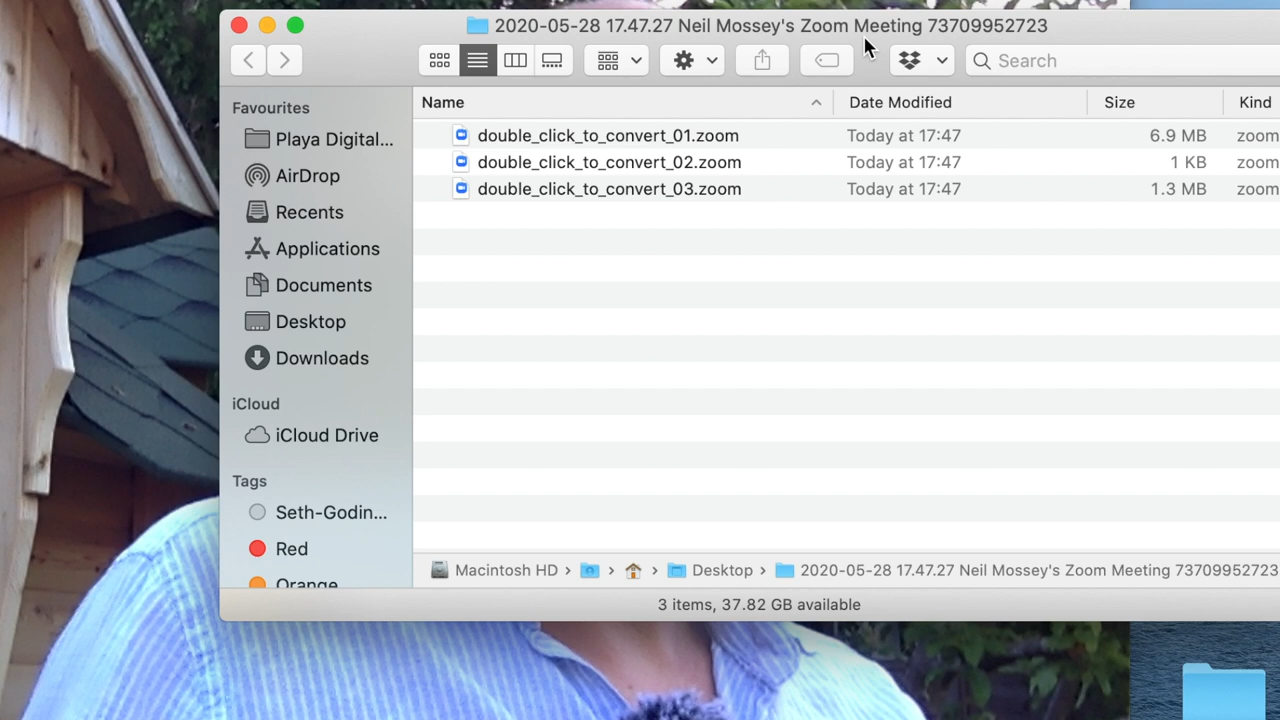 2020-05-28 17.47.27 Neil Mossey's Zoom Meeting 73709952723
Search
Favourites
Playa Digital...
AirDrop
Recents
Applications
Documents
Desktop
Downloads
iCloud
iCloud Drive
Tags
Seth-Godin...
Red
Orange
Name Date Modified Size Kind
double_click_to_convert_01.zoom Today at 17:47 6.9 MB zoom
double_click_to_convert_02.zoom Today at 17:47 1 KB zoom
double_click_to_convert_03.zoom Today at 17:47 1.3 MB zoom
Macintosh HD › › › Desktop › 2020-05-28 17.47.27 Neil Mossey's Zoom Meeting 73709952723
3 items, 37.82 GB available